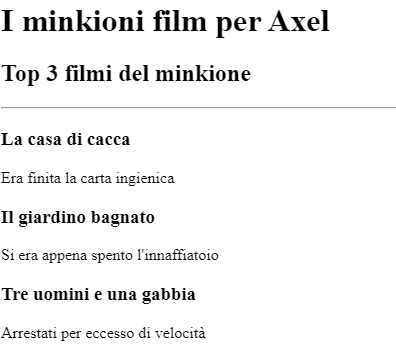 I minkioni film per Axel
Top 3 filmi del minkione
La casa di cacca
Era finita la carta ingienica
Il giardino bagnato
Si era appena spento l'innaffiatoio
Tre uomini e una gabbia
Arrestati per eccesso di velocità